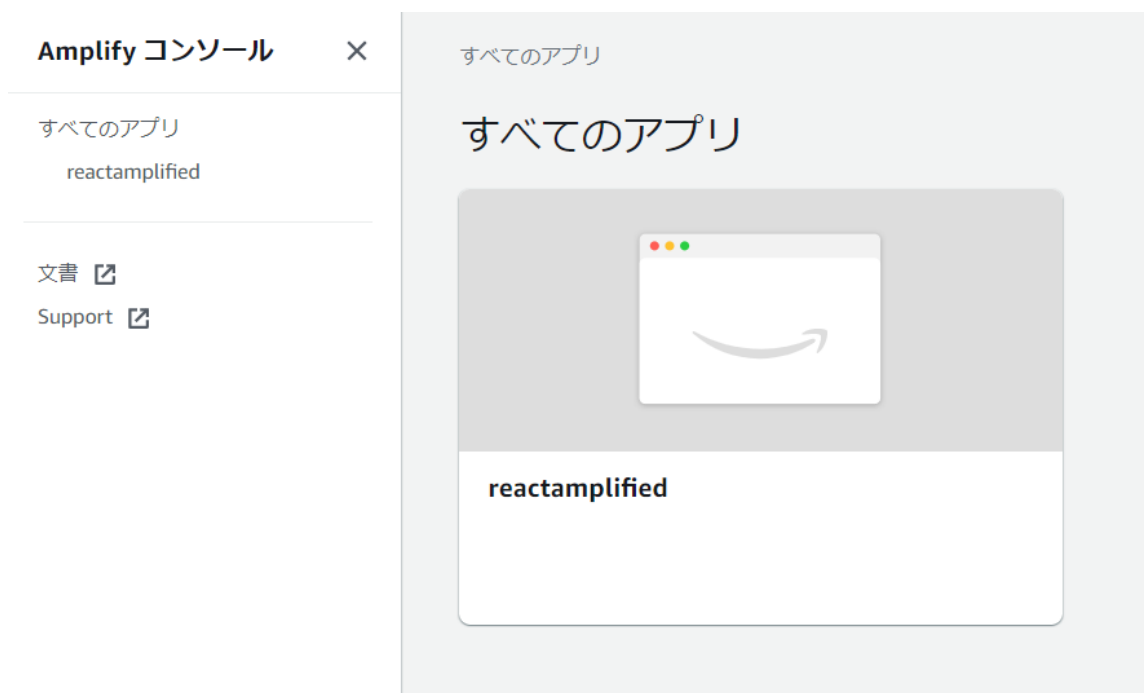 Amplify コンソール
すべてのアプリ
reactamplified
文書
Support
すべてのアプリ
すべてのアプリ
reactamplified